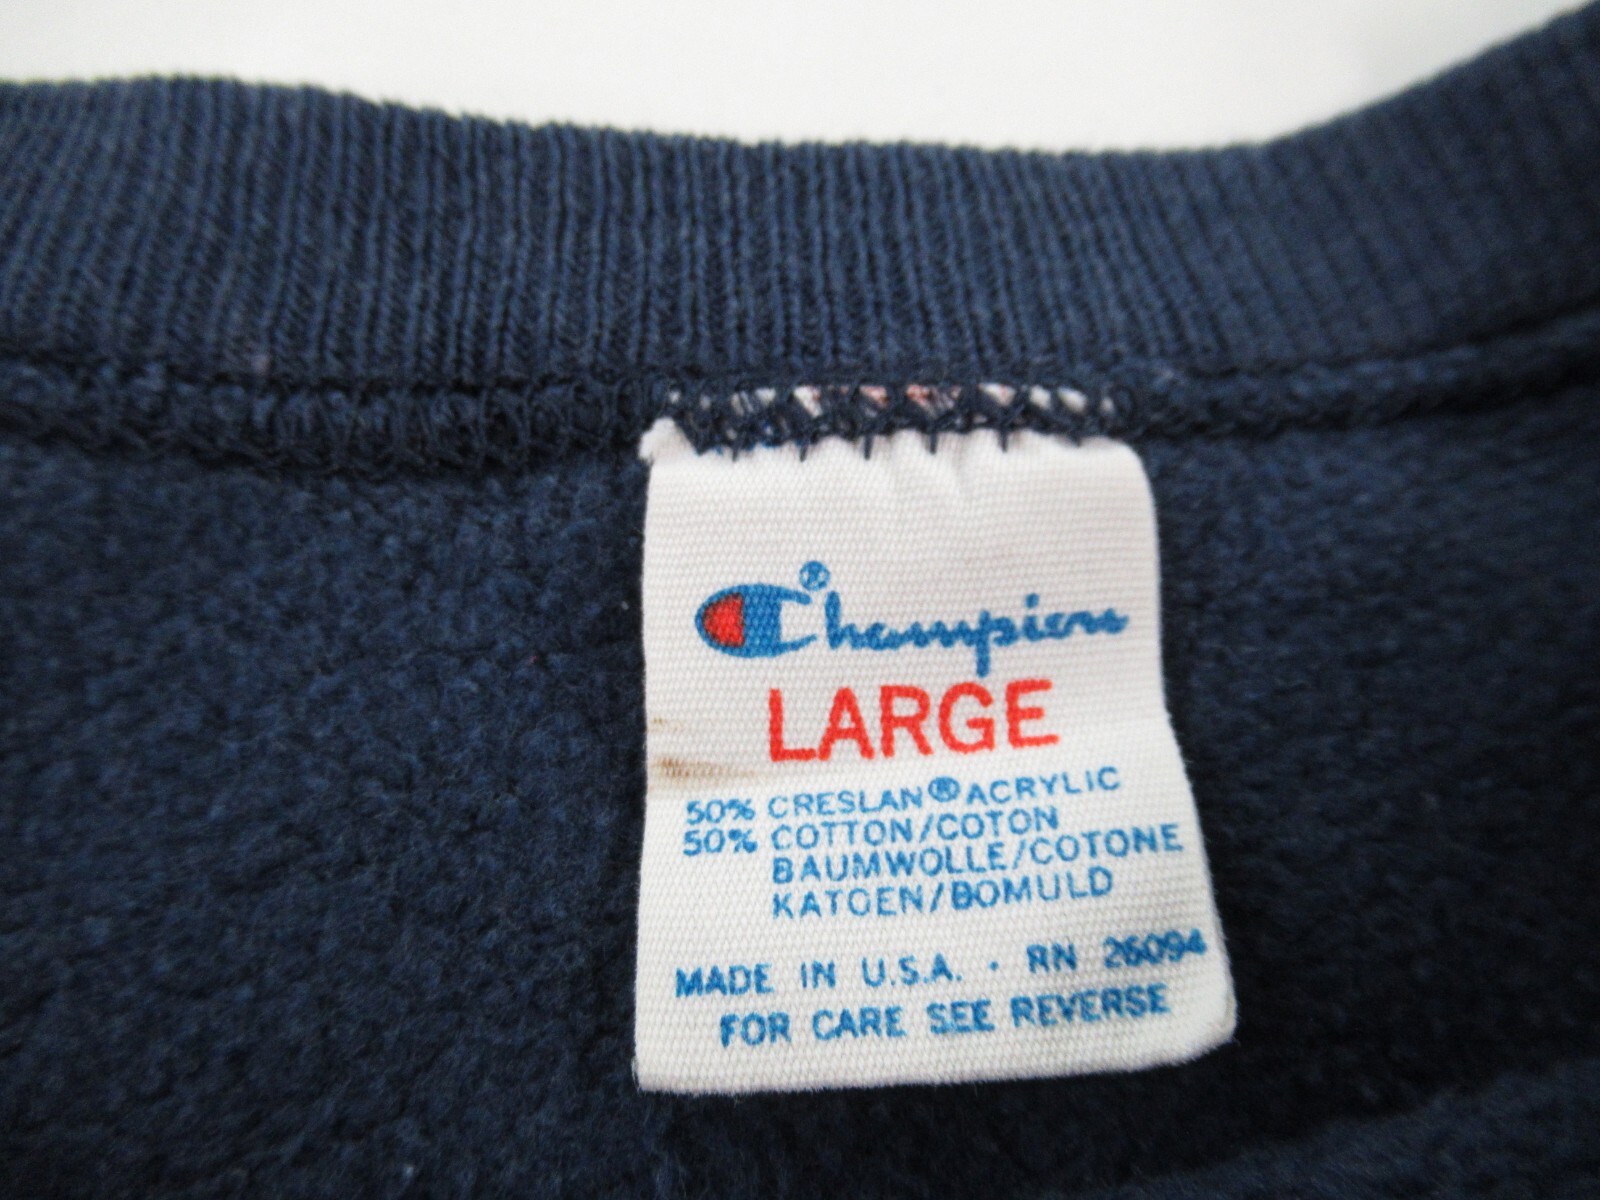 Champion®
LARGE
50% CRESLAN® ACRYLIC
50% COTTON/COTON
BAUMWOLLE/COTONE
KATOEN/BOMULD
MADE IN U.S.A. · RN 26094
FOR CARE SEE REVERSE